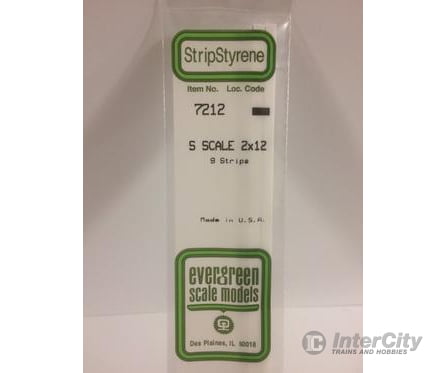 StripStyrene
Item No. Loc. Code
7212
S SCALE 2x12
9 Strips
Made in U.S.A.
evergreen
scale models
Des Plaines, IL 60018
InterCity
TRAINS AND HOBBIES